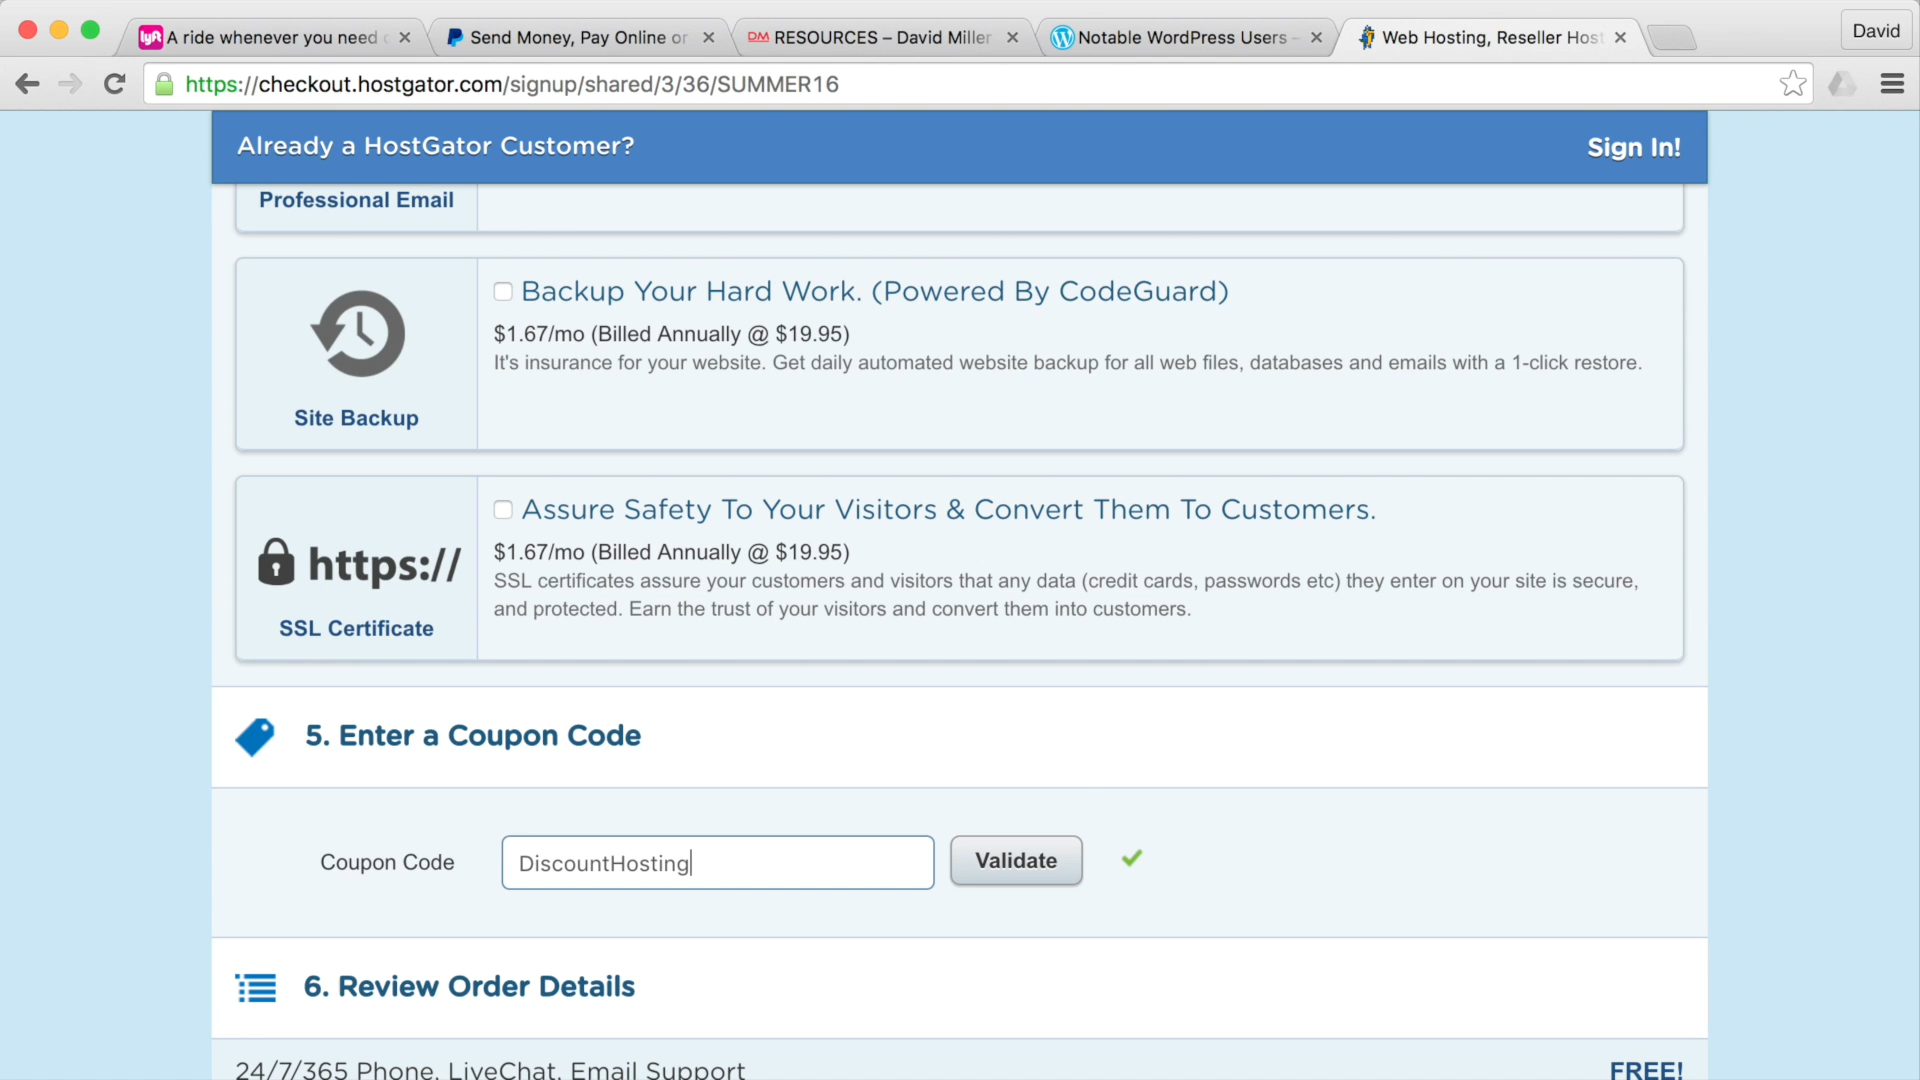 lyft A ride whenever you need
Send Money, Pay Online or
DM RESOURCES – David Miller
Notable WordPress Users –
Web Hosting, Reseller Host
David
https://checkout.hostgator.com/signup/shared/3/36/SUMMER16
Already a HostGator Customer?
Sign In!
Professional Email
Backup Your Hard Work. (Powered By CodeGuard)
$1.67/mo (Billed Annually @ $19.95)
It's insurance for your website. Get daily automated website backup for all web files, databases and emails with a 1-click restore.
Site Backup
Assure Safety To Your Visitors & Convert Them To Customers.
$1.67/mo (Billed Annually @ $19.95)
https://
SSL certificates assure your customers and visitors that any data (credit cards, passwords etc) they enter on your site is secure,
and protected. Earn the trust of your visitors and convert them into customers.
SSL Certificate
5. Enter a Coupon Code
Coupon Code
DiscountHosting
Validate
6. Review Order Details
24/7/365 Phone, LiveChat, Email Support
FREE!